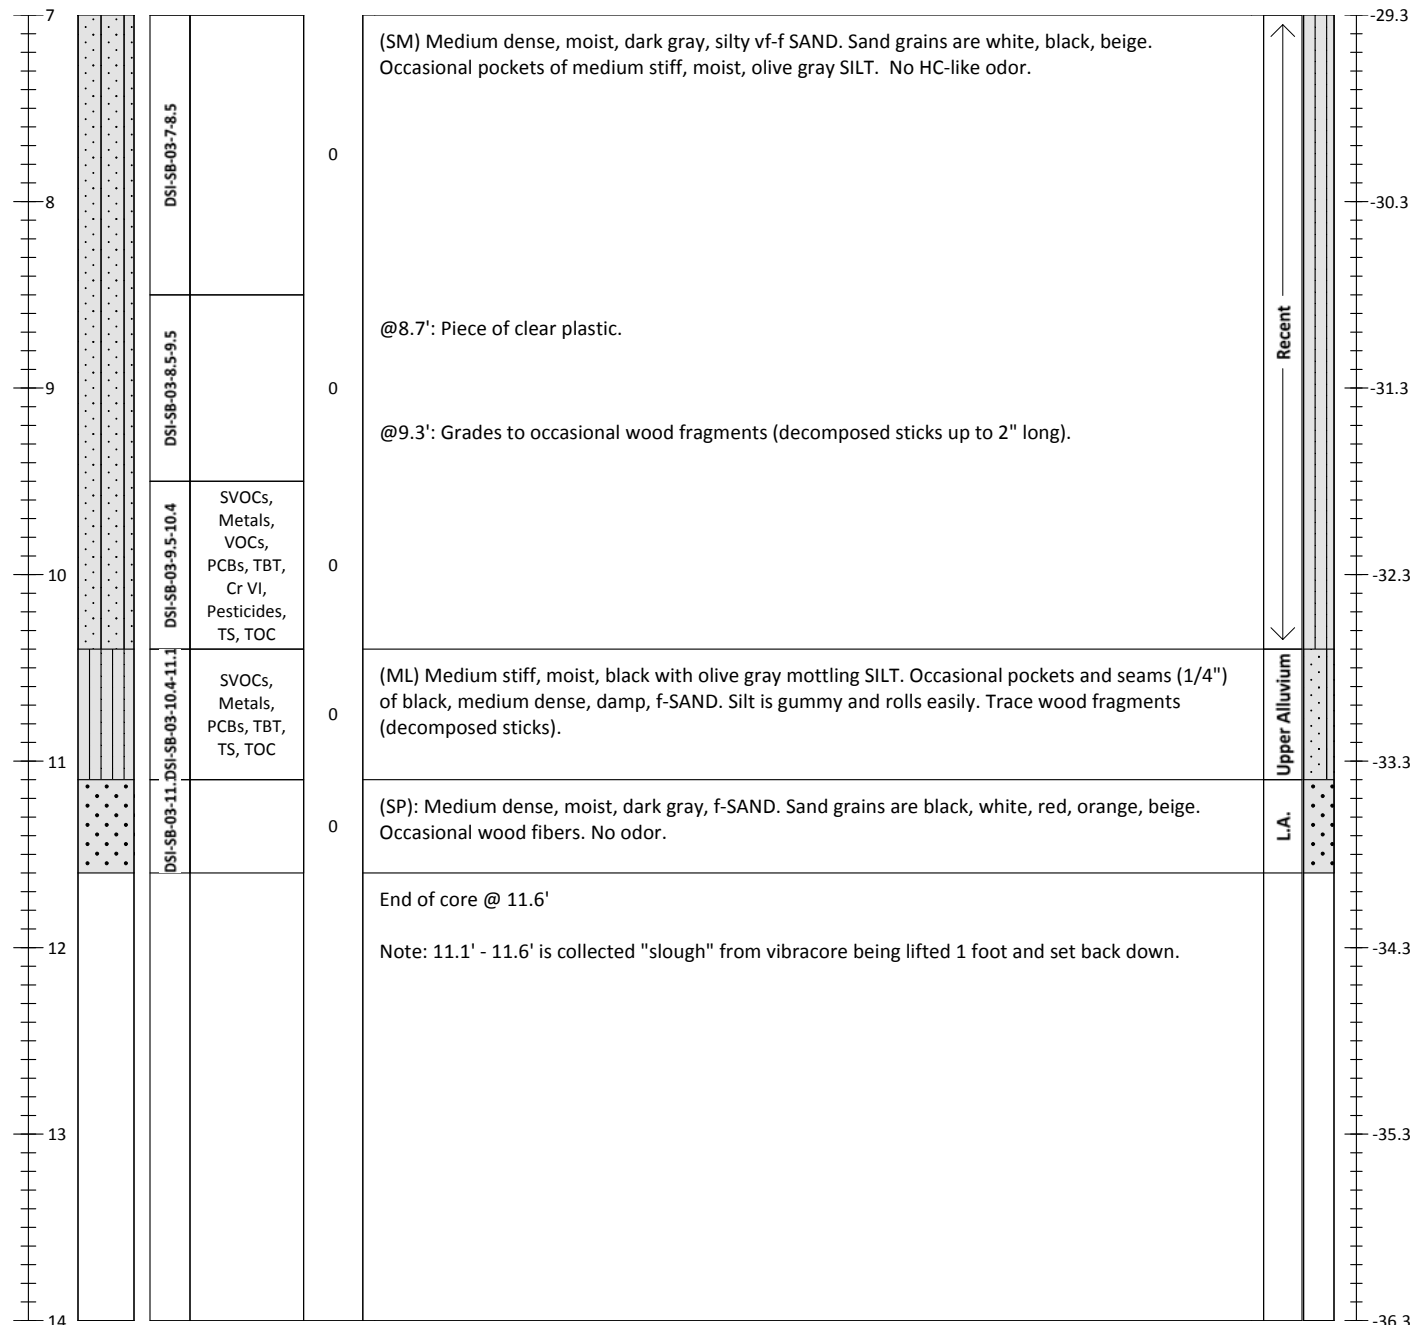 7
8
9
10
11
12
13
14
DSI-SB-03-7-8.5
DSI-SB-03-8.5-9.5
DSI-SB-03-9.5-10.4
DSI-SB-03-10.4-11.1
DSI-SB-03-11.
SVOCs,
Metals,
VOCs,
PCBs, TBT,
Cr VI,
Pesticides,
TS, TOC
SVOCs,
Metals,
PCBs, TBT,
TS, TOC
0
0
0
0
0
(SM) Medium dense, moist, dark gray, silty vf-f SAND. Sand grains are white, black, beige.
Occasional pockets of medium stiff, moist, olive gray SILT. No HC-like odor.
@8.7': Piece of clear plastic.
@9.3': Grades to occasional wood fragments (decomposed sticks up to 2" long).
(ML) Medium stiff, moist, black with olive gray mottling SILT. Occasional pockets and seams (1/4")
of black, medium dense, damp, f-SAND. Silt is gummy and rolls easily. Trace wood fragments
(decomposed sticks).
(SP): Medium dense, moist, dark gray, f-SAND. Sand grains are black, white, red, orange, beige.
Occasional wood fibers. No odor.
End of core @ 11.6'
Note: 11.1' - 11.6' is collected "slough" from vibracore being lifted 1 foot and set back down.
Recent
Upper Alluvium
L.A.
-29.3
-30.3
-31.3
-32.3
-33.3
-34.3
-35.3
-36.3